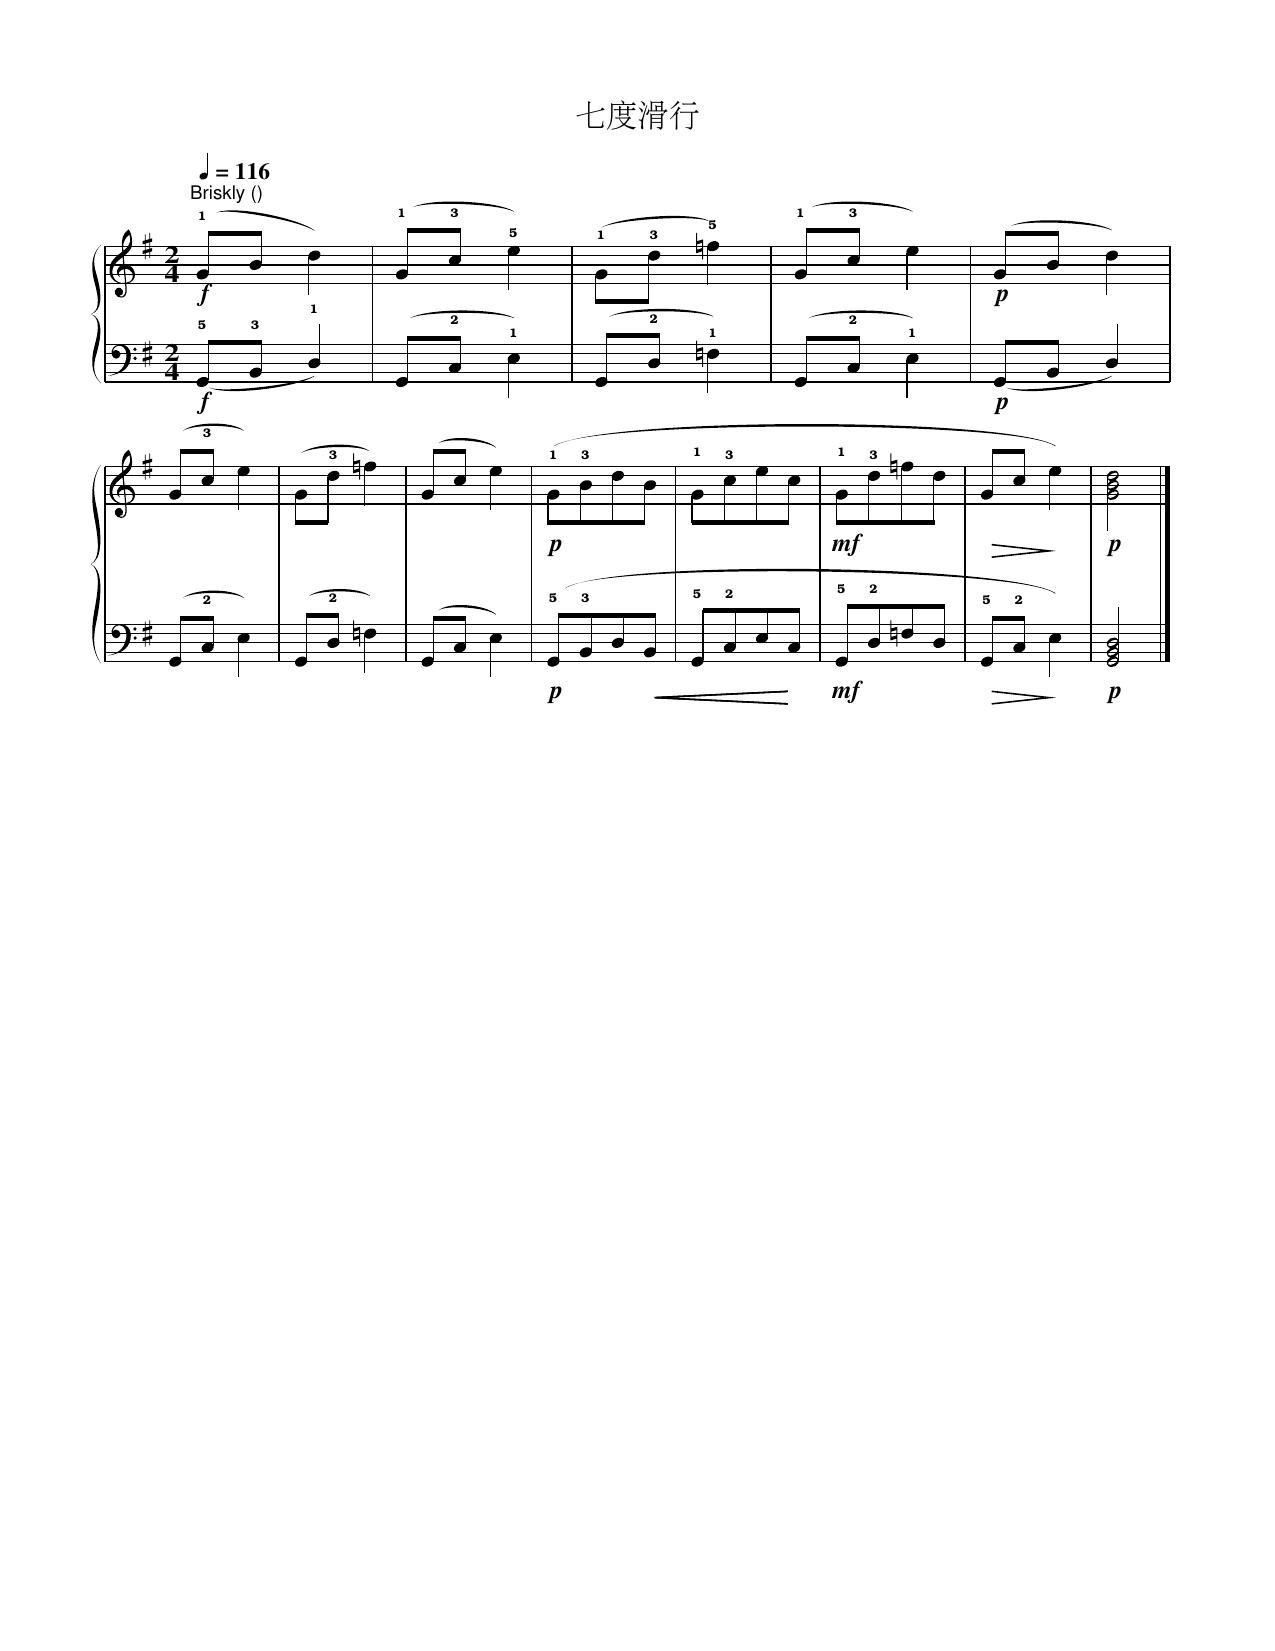 七度滑行
♩ = 116
Briskly ()
1 1 3 5 1 3 5 1 3
2 4
f p
5 3 1 2 1 2 1 2 1
2 4
f p
3 3 1 3 1 3 1 3
p mf p
2 2 5 3 5 2 5 2 5 2
p mf p